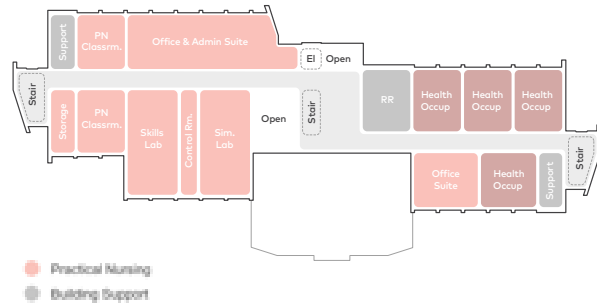 Support
PN
Classrm.
Office & Admin Suite
El
Open
Stair
Storage
PN
Classrm.
Skills
Lab
Control Rm.
Sim.
Lab
Open
Stair
RR
Health
Occup
Health
Occup
Health
Occup
Office
Suite
Health
Occup
Support
Stair
Practical Nursing
Building Support